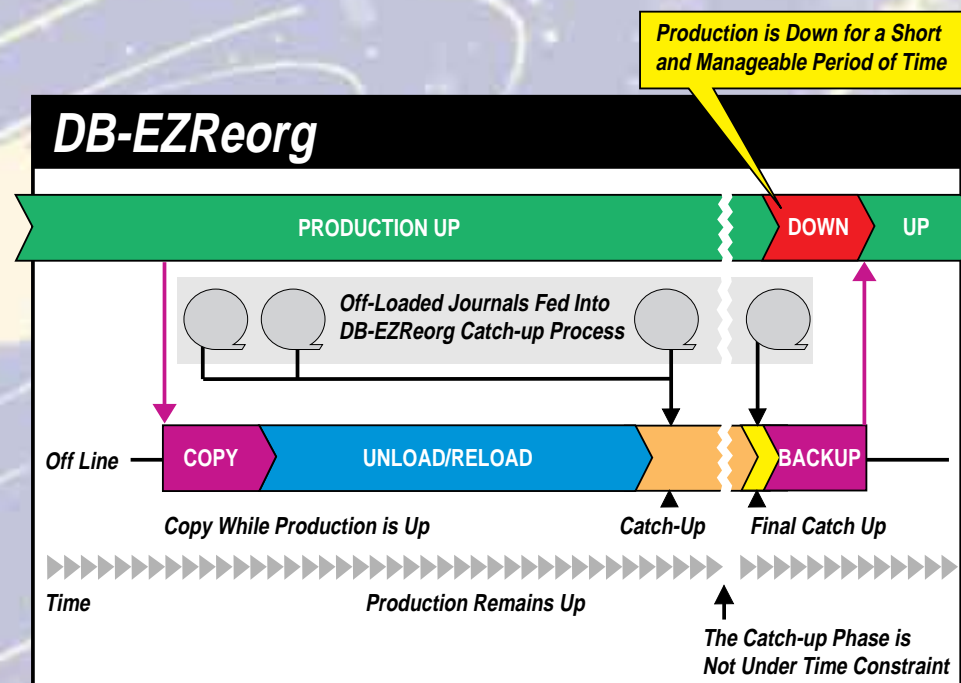 Production is Down for a Short
and Manageable Period of Time
DB-EZReorg
PRODUCTION UP
DOWN
UP
Off-Loaded Journals Fed Into
DB-EZReorg Catch-up Process
Off Line
COPY
UNLOAD/RELOAD
BACKUP
Copy While Production is Up
Catch-Up
Final Catch Up
Time
Production Remains Up
The Catch-up Phase is
Not Under Time Constraint